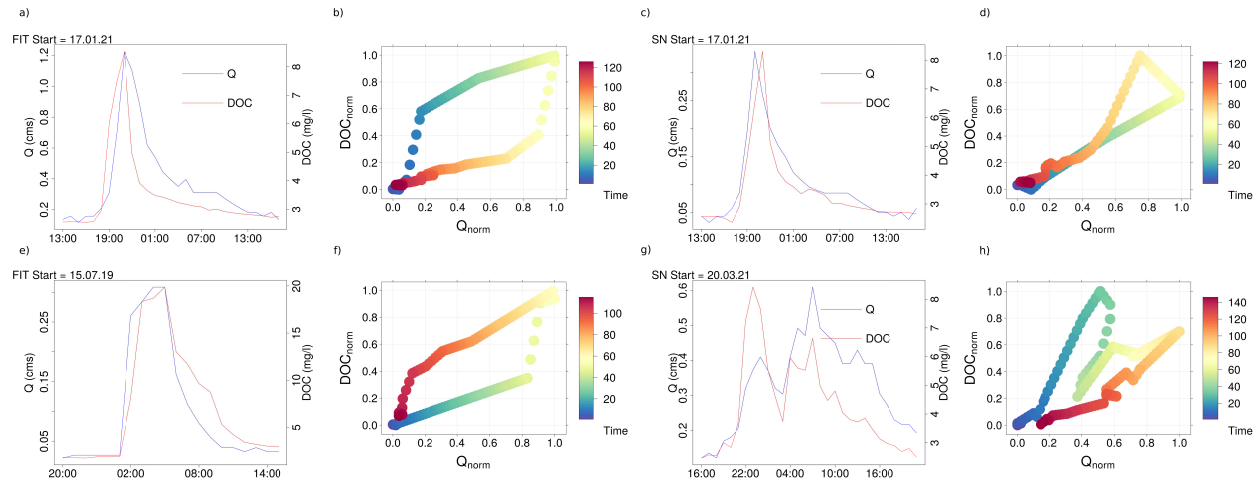 a)
FIT Start = 17.01.21
Q (cms)
0.2
0.4
0.6
0.8
1.0
1.2
Q
DOC
3
4
5
6
7
8
DOC (mg/l)
13:00 19:00 01:00 07:00 13:00
b)
DOCnorm
1.0
0.8
0.6
0.4
0.2
0.0
0.0 0.2 0.4 0.6 0.8 1.0
Qnorm
120
100
80
60
40
20
Time
c)
SN Start = 17.01.21
Q (cms)
0.05
0.15
0.25
Q
DOC
3
4
5
6
7
8
DOC (mg/l)
13:00 19:00 01:00 07:00 13:00
d)
DOCnorm
1.0
0.8
0.6
0.4
0.2
0.0
0.0 0.2 0.4 0.6 0.8 1.0
Qnorm
120
100
80
60
40
20
Time
e)
FIT Start = 15.07.19
Q (cms)
0.05
0.15
0.25
5
10
15
20
DOC (mg/l)
20:00 02:00 08:00 14:00
f)
DOCnorm
1.0
0.8
0.6
0.4
0.2
0.0
0.0 0.2 0.4 0.6 0.8 1.0
Qnorm
100
80
60
40
20
Time
g)
SN Start = 20.03.21
Q (cms)
0.2
0.3
0.4
0.5
0.6
Q
DOC
3
4
5
6
7
8
DOC (mg/l)
16:00 22:00 04:00 10:00 16:00
h)
DOCnorm
1.0
0.8
0.6
0.4
0.2
0.0
0.0 0.2 0.4 0.6 0.8 1.0
Qnorm
140
120
100
80
60
40
20
Time